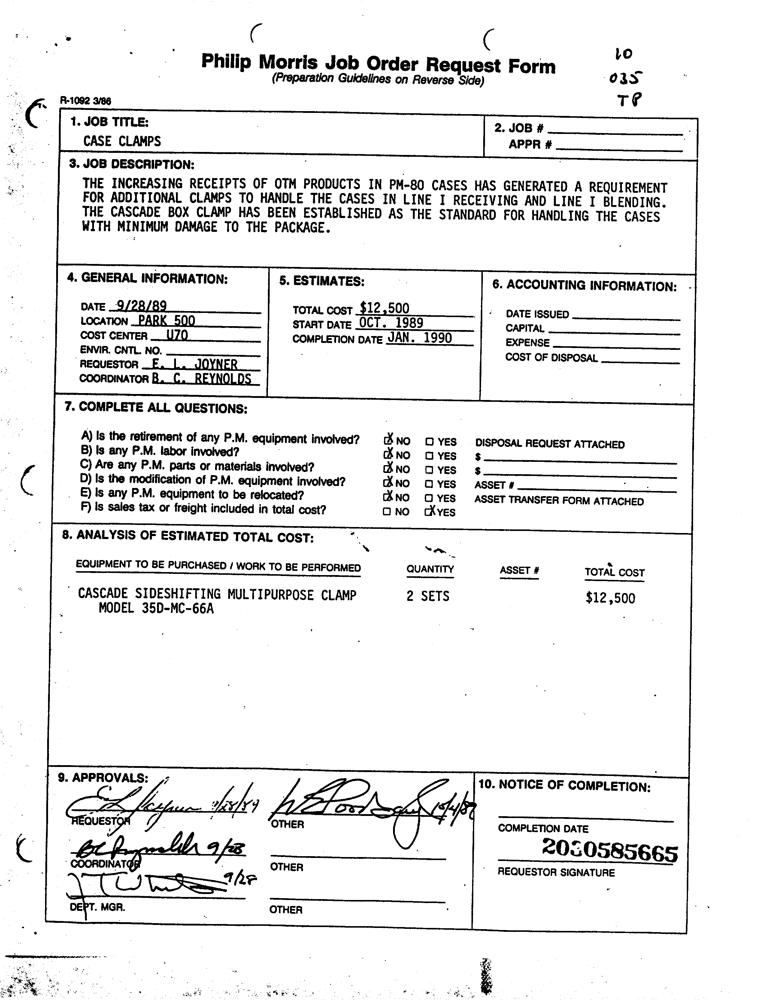 Philip Morris Job Order Request Form
(Preparation Guidelines on Reverse Side)
10
035
TP
R-1092 3/86
1. JOB TITLE:
CASE CLAMPS
2. JOB #
APPR #
3. JOB DESCRIPTION:
THE INCREASING RECEIPTS OF OTM PRODUCTS IN PM-80 CASES HAS GENERATED A REQUIREMENT
FOR ADDITIONAL CLAMPS TO HANDLE THE CASES IN LINE I RECEIVING AND LINE I BLENDING.
THE CASCADE BOX CLAMP HAS BEEN ESTABLISHED AS THE STANDARD FOR HANDLING THE CASES
WITH MINIMUM DAMAGE TO THE PACKAGE.
4. GENERAL INFORMATION:
DATE 9/28/89
LOCATION PARK 500
COST CENTER U70
ENVIR. CNTL. NO.
REQUESTOR E. L. JOYNER
COORDINATOR B. C. REYNOLDS
5. ESTIMATES:
TOTAL COST $12,500
START DATE OCT. 1989
COMPLETION DATE JAN. 1990
6. ACCOUNTING INFORMATION:
DATE ISSUED
CAPITAL
EXPENSE
COST OF DISPOSAL
7. COMPLETE ALL QUESTIONS:
A) Is the retirement of any P.M. equipment involved? ☒ NO ☐ YES DISPOSAL REQUEST ATTACHED
B) Is any P.M. labor involved? ☒ NO ☐ YES $
C) Are any P.M. parts or materials involved? ☒ NO ☐ YES $
D) Is the modification of P.M. equipment involved? ☒ NO ☐ YES ASSET #
E) Is any P.M. equipment to be relocated? ☒ NO ☐ YES ASSET TRANSFER FORM ATTACHED
F) Is sales tax or freight included in total cost? ☐ NO ☒ YES
8. ANALYSIS OF ESTIMATED TOTAL COST:
EQUIPMENT TO BE PURCHASED / WORK TO BE PERFORMED QUANTITY ASSET # TOTAL COST
CASCADE SIDESHIFTING MULTIPURPOSE CLAMP 2 SETS $12,500
MODEL 35D-MC-66A
9. APPROVALS:
9/28/89
REQUESTOR
OTHER
BC Reynolds 9/28
COORDINATOR
OTHER
9/28
DEPT. MGR.
OTHER
10. NOTICE OF COMPLETION:
COMPLETION DATE
2030585665
REQUESTOR SIGNATURE